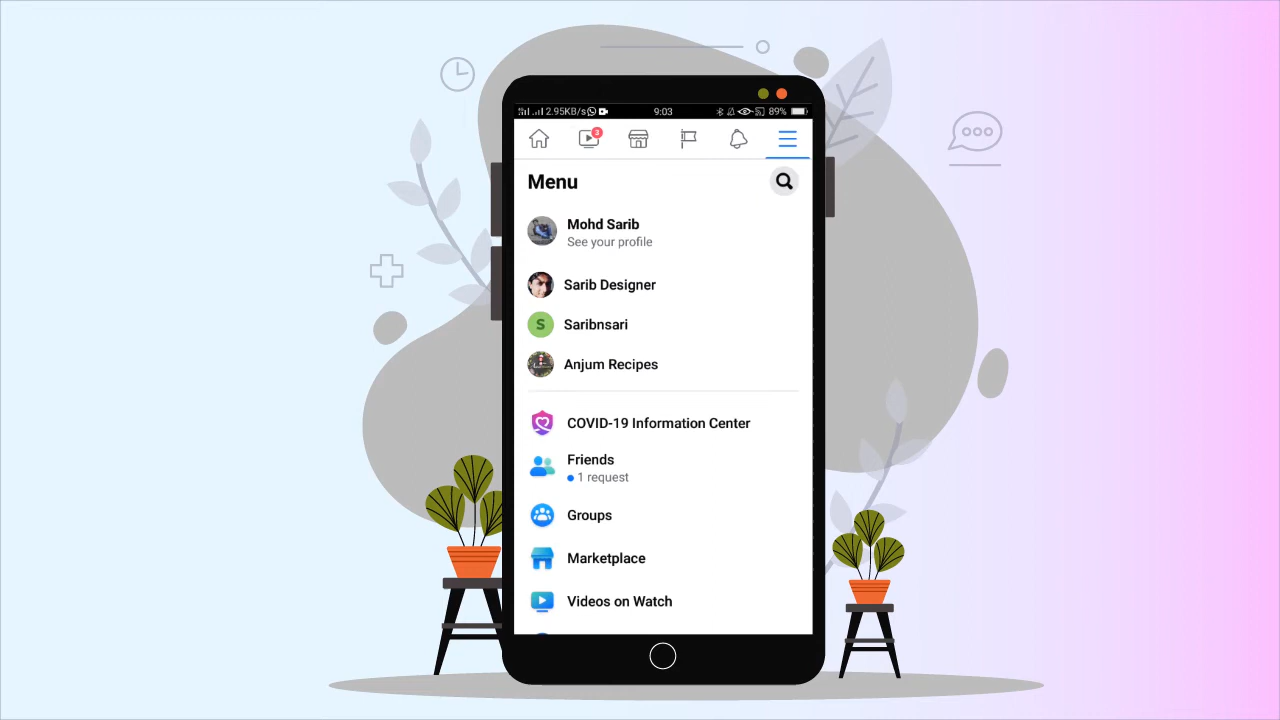 2.95KB/s 9:03 89%
3
Menu
Mohd Sarib
See your profile
Sarib Designer
S Saribnsari
Anjum Recipes
COVID-19 Information Center
Friends
1 request
Groups
Marketplace
Videos on Watch